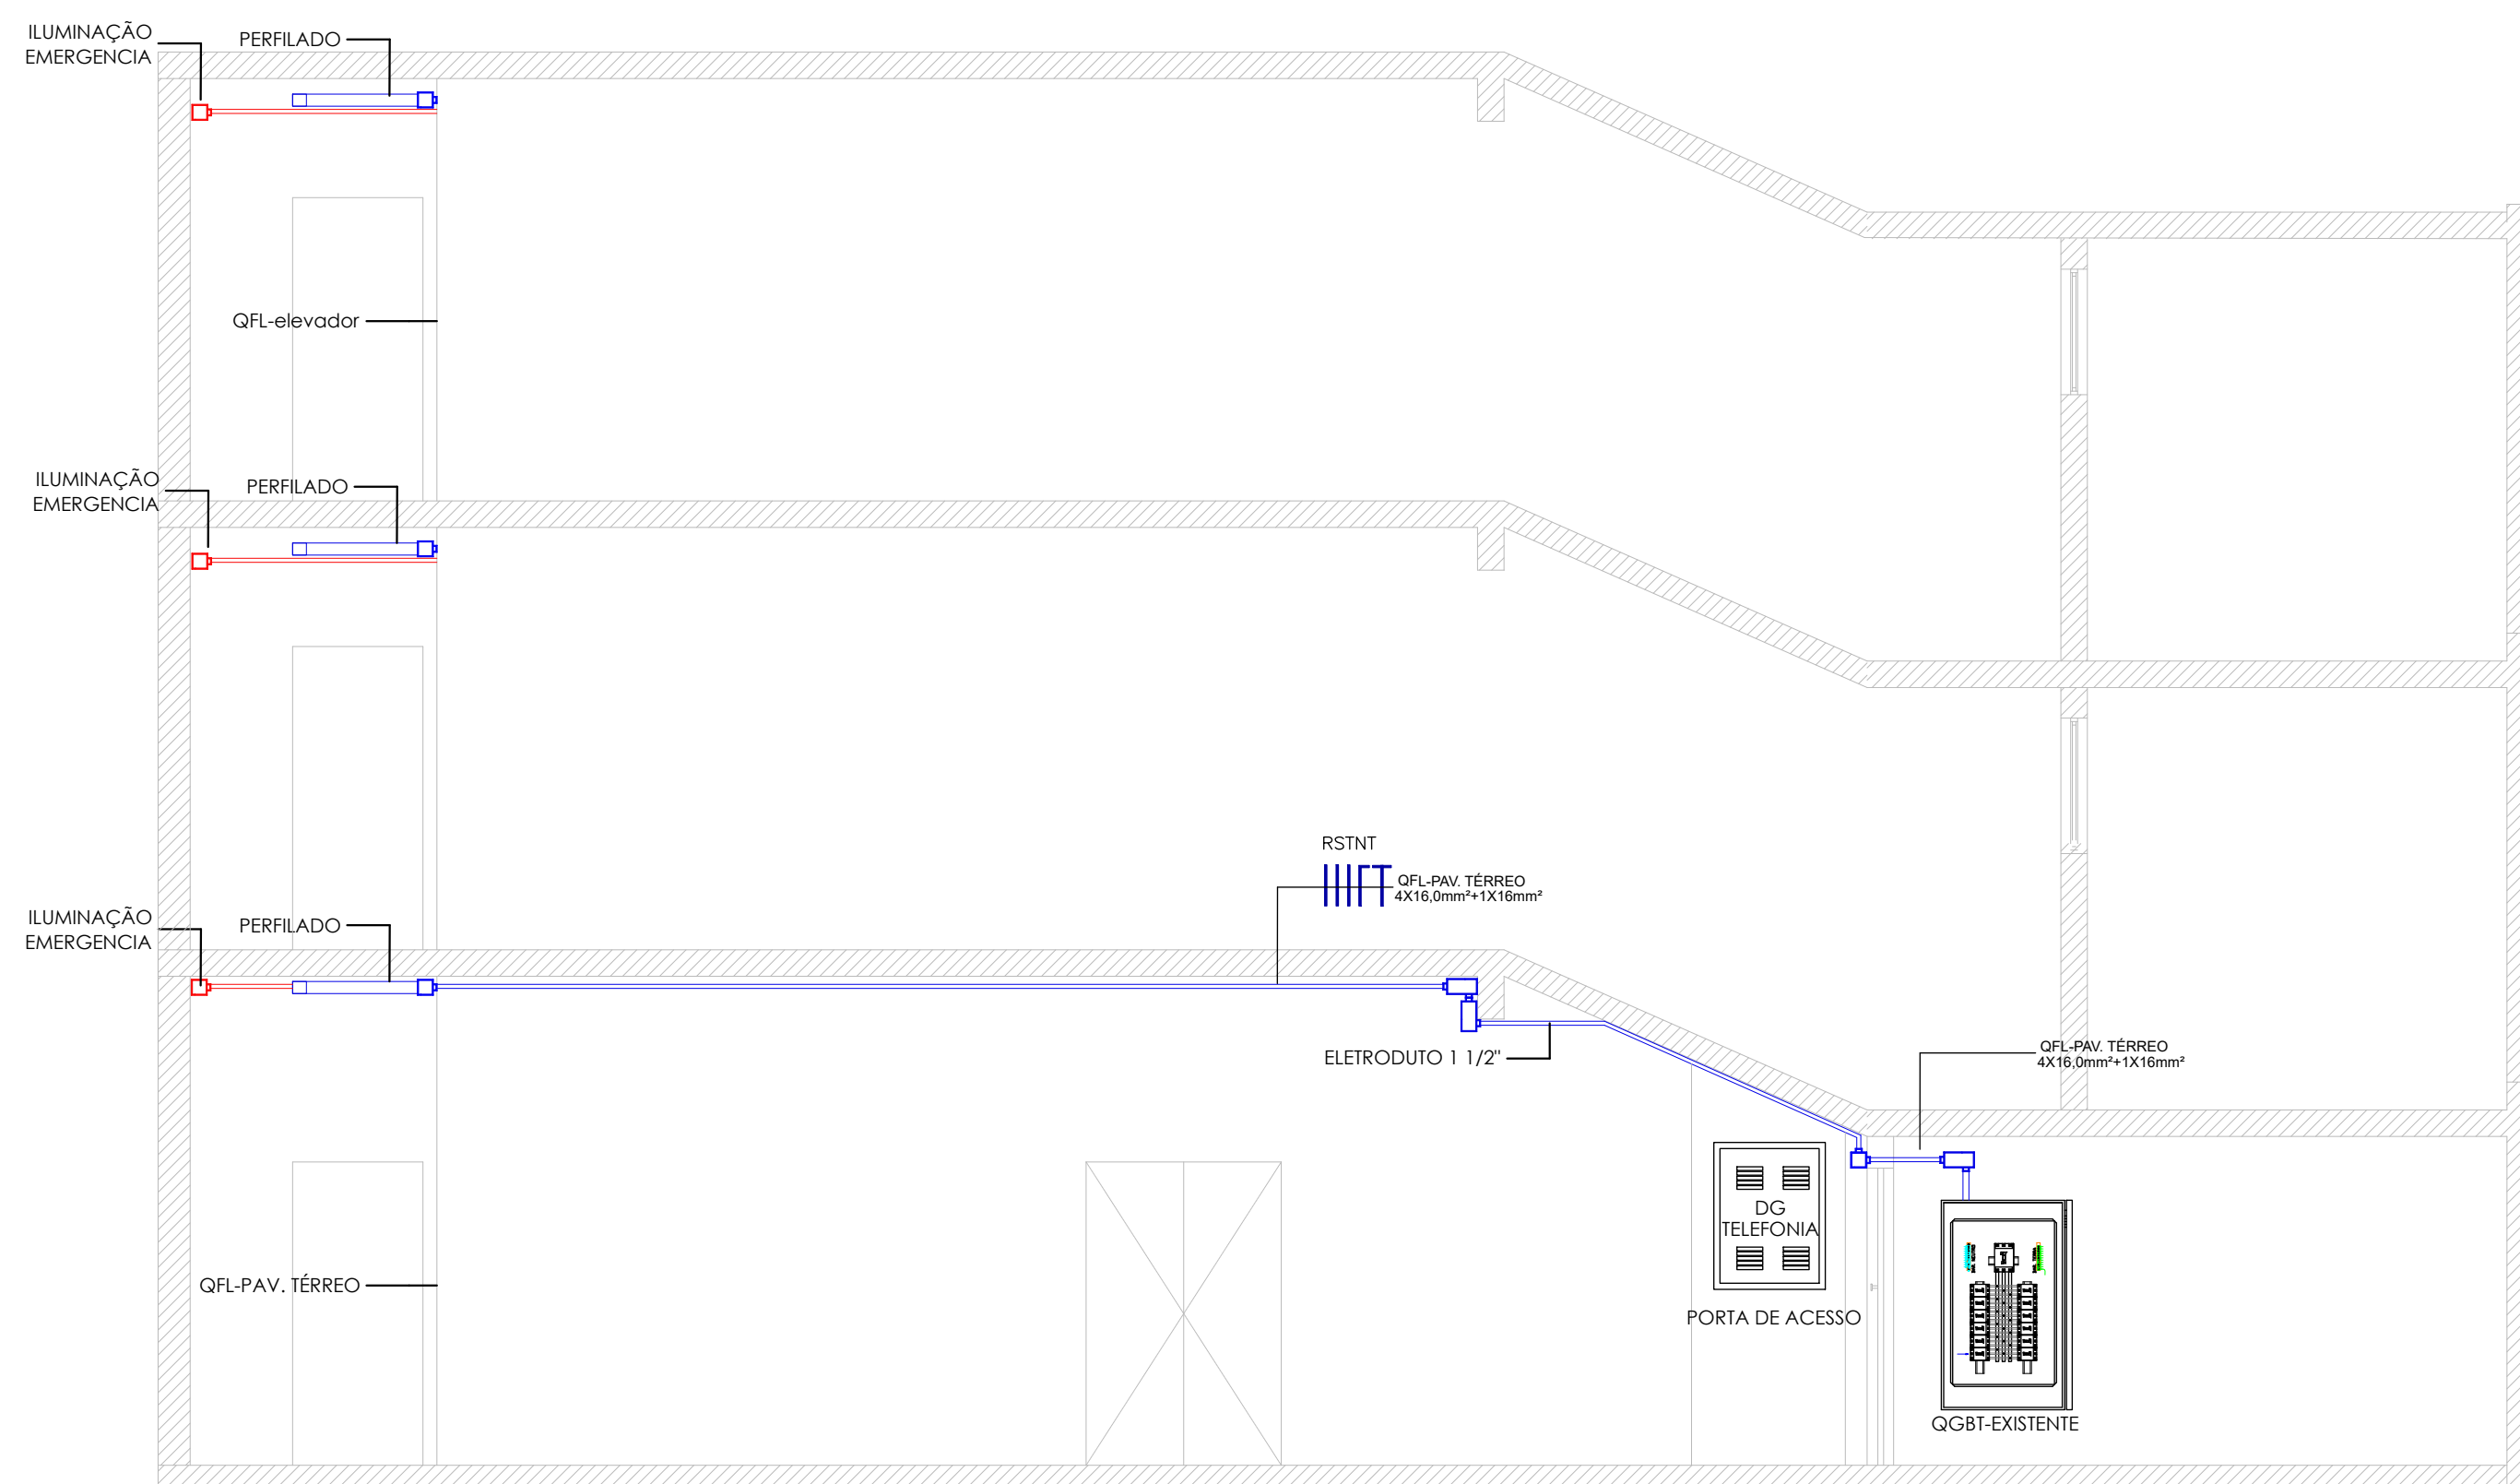 ILUMINAÇÃO
EMERGENCIA
PERFILADO
QFL-elevador
ILUMINAÇÃO
EMERGENCIA
PERFILADO
RSTNT
QFL-PAV. TÉRREO
4X16,0mm²+1X16mm²
ILUMINAÇÃO
EMERGENCIA
PERFILADO
ELETRODUTO 1 1/2"
QFL-PAV. TÉRREO
4X16,0mm²+1X16mm²
DG
TELEFONIA
QFL-PAV. TÉRREO
PORTA DE ACESSO
QGBT-EXISTENTE